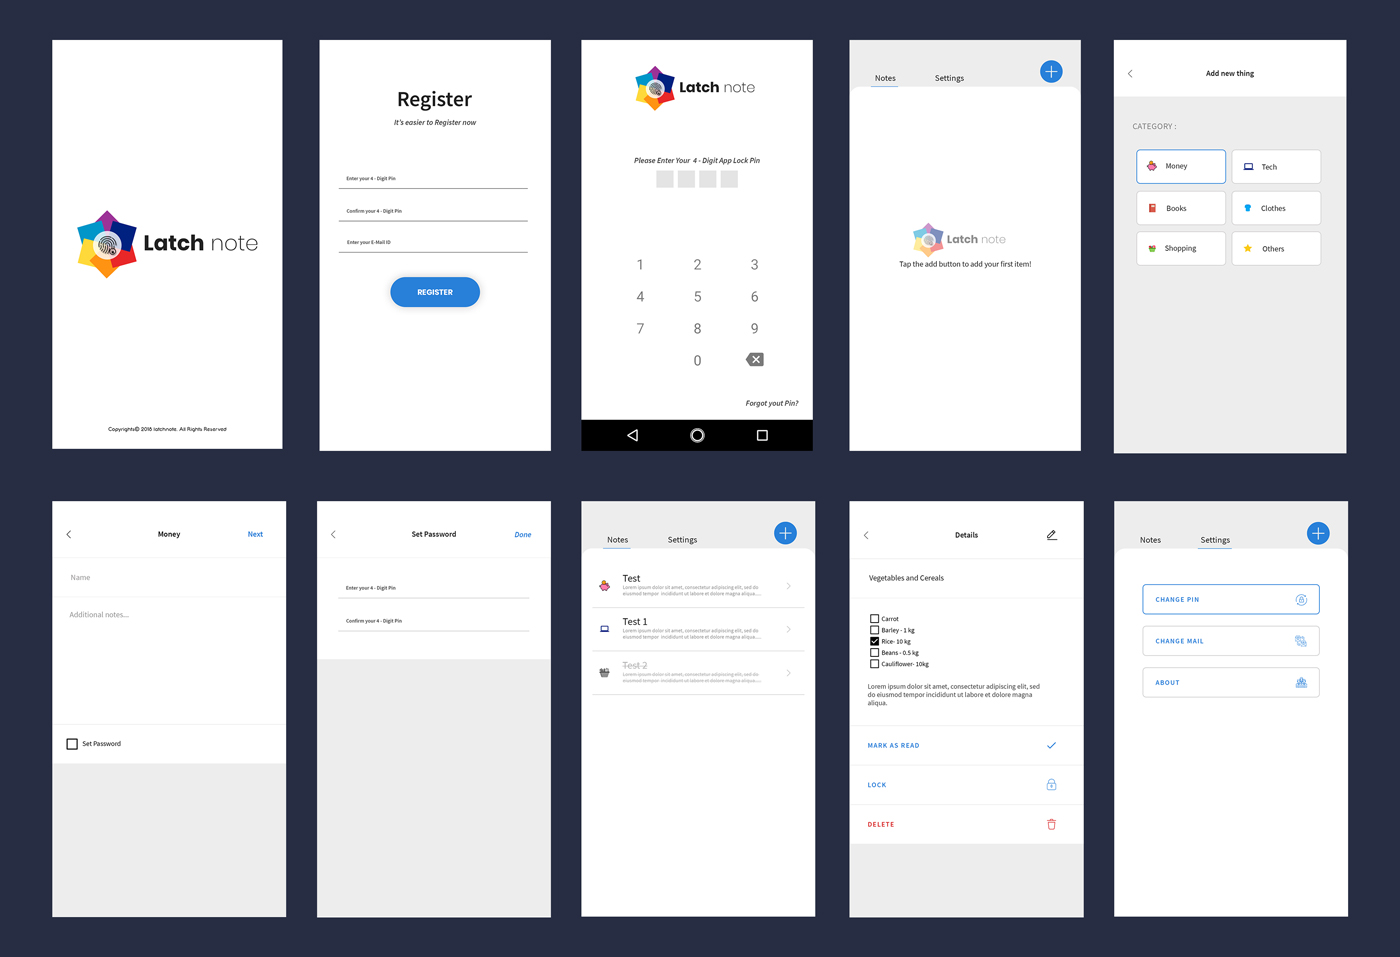 Latch note
Copyrights© 2018 latchnote. All Rights Reserved
Register
It's easier to Register now
Enter your 4 - Digit Pin
Confirm your 4 - Digit Pin
Enter your E-Mail ID
REGISTER
Latch note
Please Enter Your 4 - Digit App Lock Pin
1 2 3
4 5 6
7 8 9
0
Forgot yout Pin?
Notes Settings
Latch note
Tap the add button to add your first item!
Add new thing
CATEGORY :
Money Tech
Books Clothes
Shopping Others
Money Next
Name
Additional notes...
Set Password
Set Password Done
Enter your 4 - Digit Pin
Confirm your 4 - Digit Pin
Notes Settings
Test
Lorem ipsum dolor sit amet, consectetur adipiscing elit, sed do
eiusmod tempor incididunt ut labore et dolore magna aliqua....
Test 1
Lorem ipsum dolor sit amet, consectetur adipiscing elit, sed do
eiusmod tempor incididunt ut labore et dolore magna aliqua....
Test 2
Lorem ipsum dolor sit amet, consectetur adipiscing elit, sed do
eiusmod tempor incididunt ut labore et dolore magna aliqua....
Details
Vegetables and Cereals
Carrot
Barley - 1 kg
Rice- 10 kg
Beans - 0.5 kg
Cauliflower- 10kg
Lorem ipsum dolor sit amet, consectetur adipiscing elit, sed
do eiusmod tempor incididunt ut labore et dolore magna
aliqua.
MARK AS READ
LOCK
DELETE
Notes Settings
CHANGE PIN
CHANGE MAIL
ABOUT